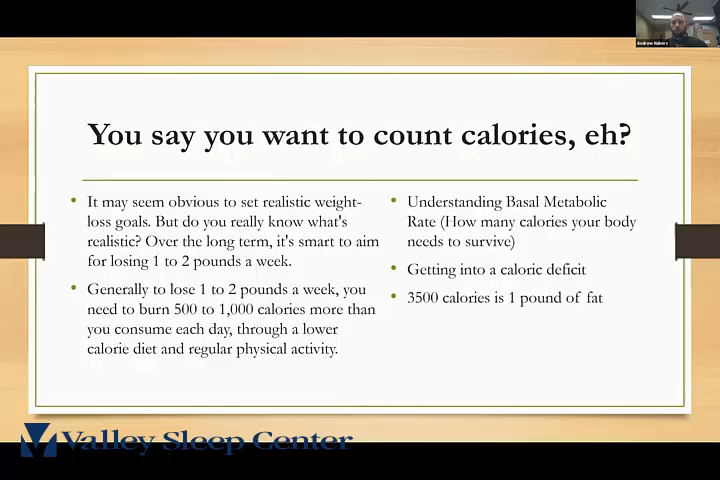 Andrew Nabors
You say you want to count calories, eh?
• It may seem obvious to set realistic weight-
loss goals. But do you really know what's
realistic? Over the long term, it's smart to aim
for losing 1 to 2 pounds a week.
• Generally to lose 1 to 2 pounds a week, you
need to burn 500 to 1,000 calories more than
you consume each day, through a lower
calorie diet and regular physical activity.
• Understanding Basal Metabolic
Rate (How many calories your body
needs to survive)
• Getting into a caloric deficit
• 3500 calories is 1 pound of fat
Valley Sleep Center